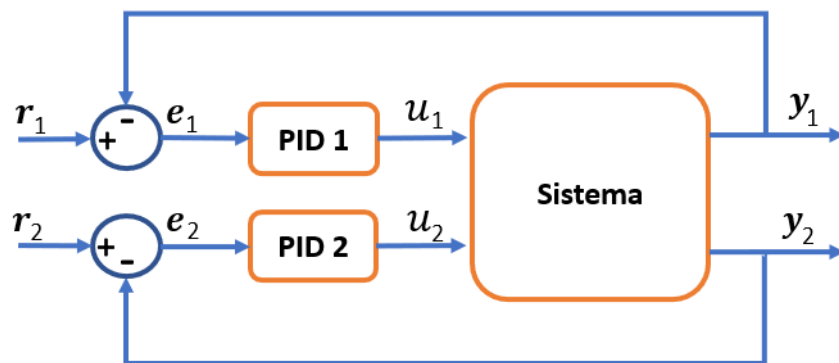 r₁
+
-
e₁
PID 1
u₁
Sistema
y₁
r₂
+
-
e₂
PID 2
u₂
y₂